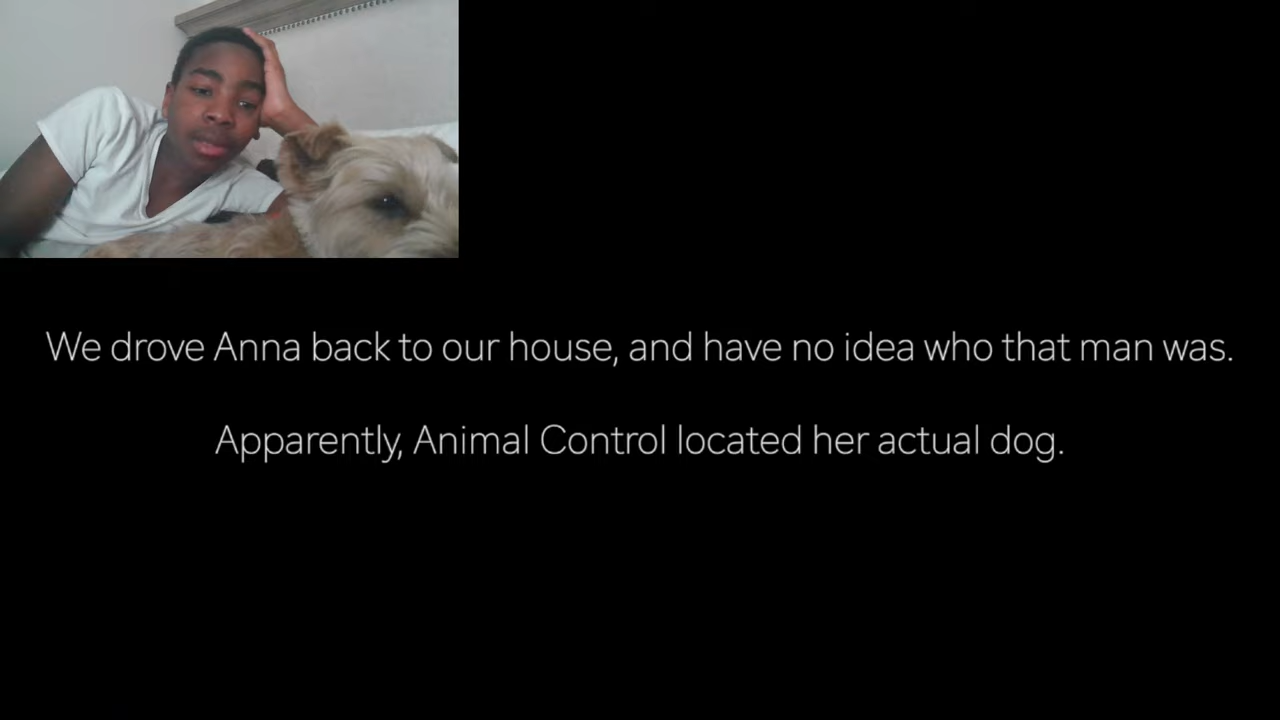 We drove Anna back to our house, and have no idea who that man was.
Apparently, Animal Control located her actual dog.